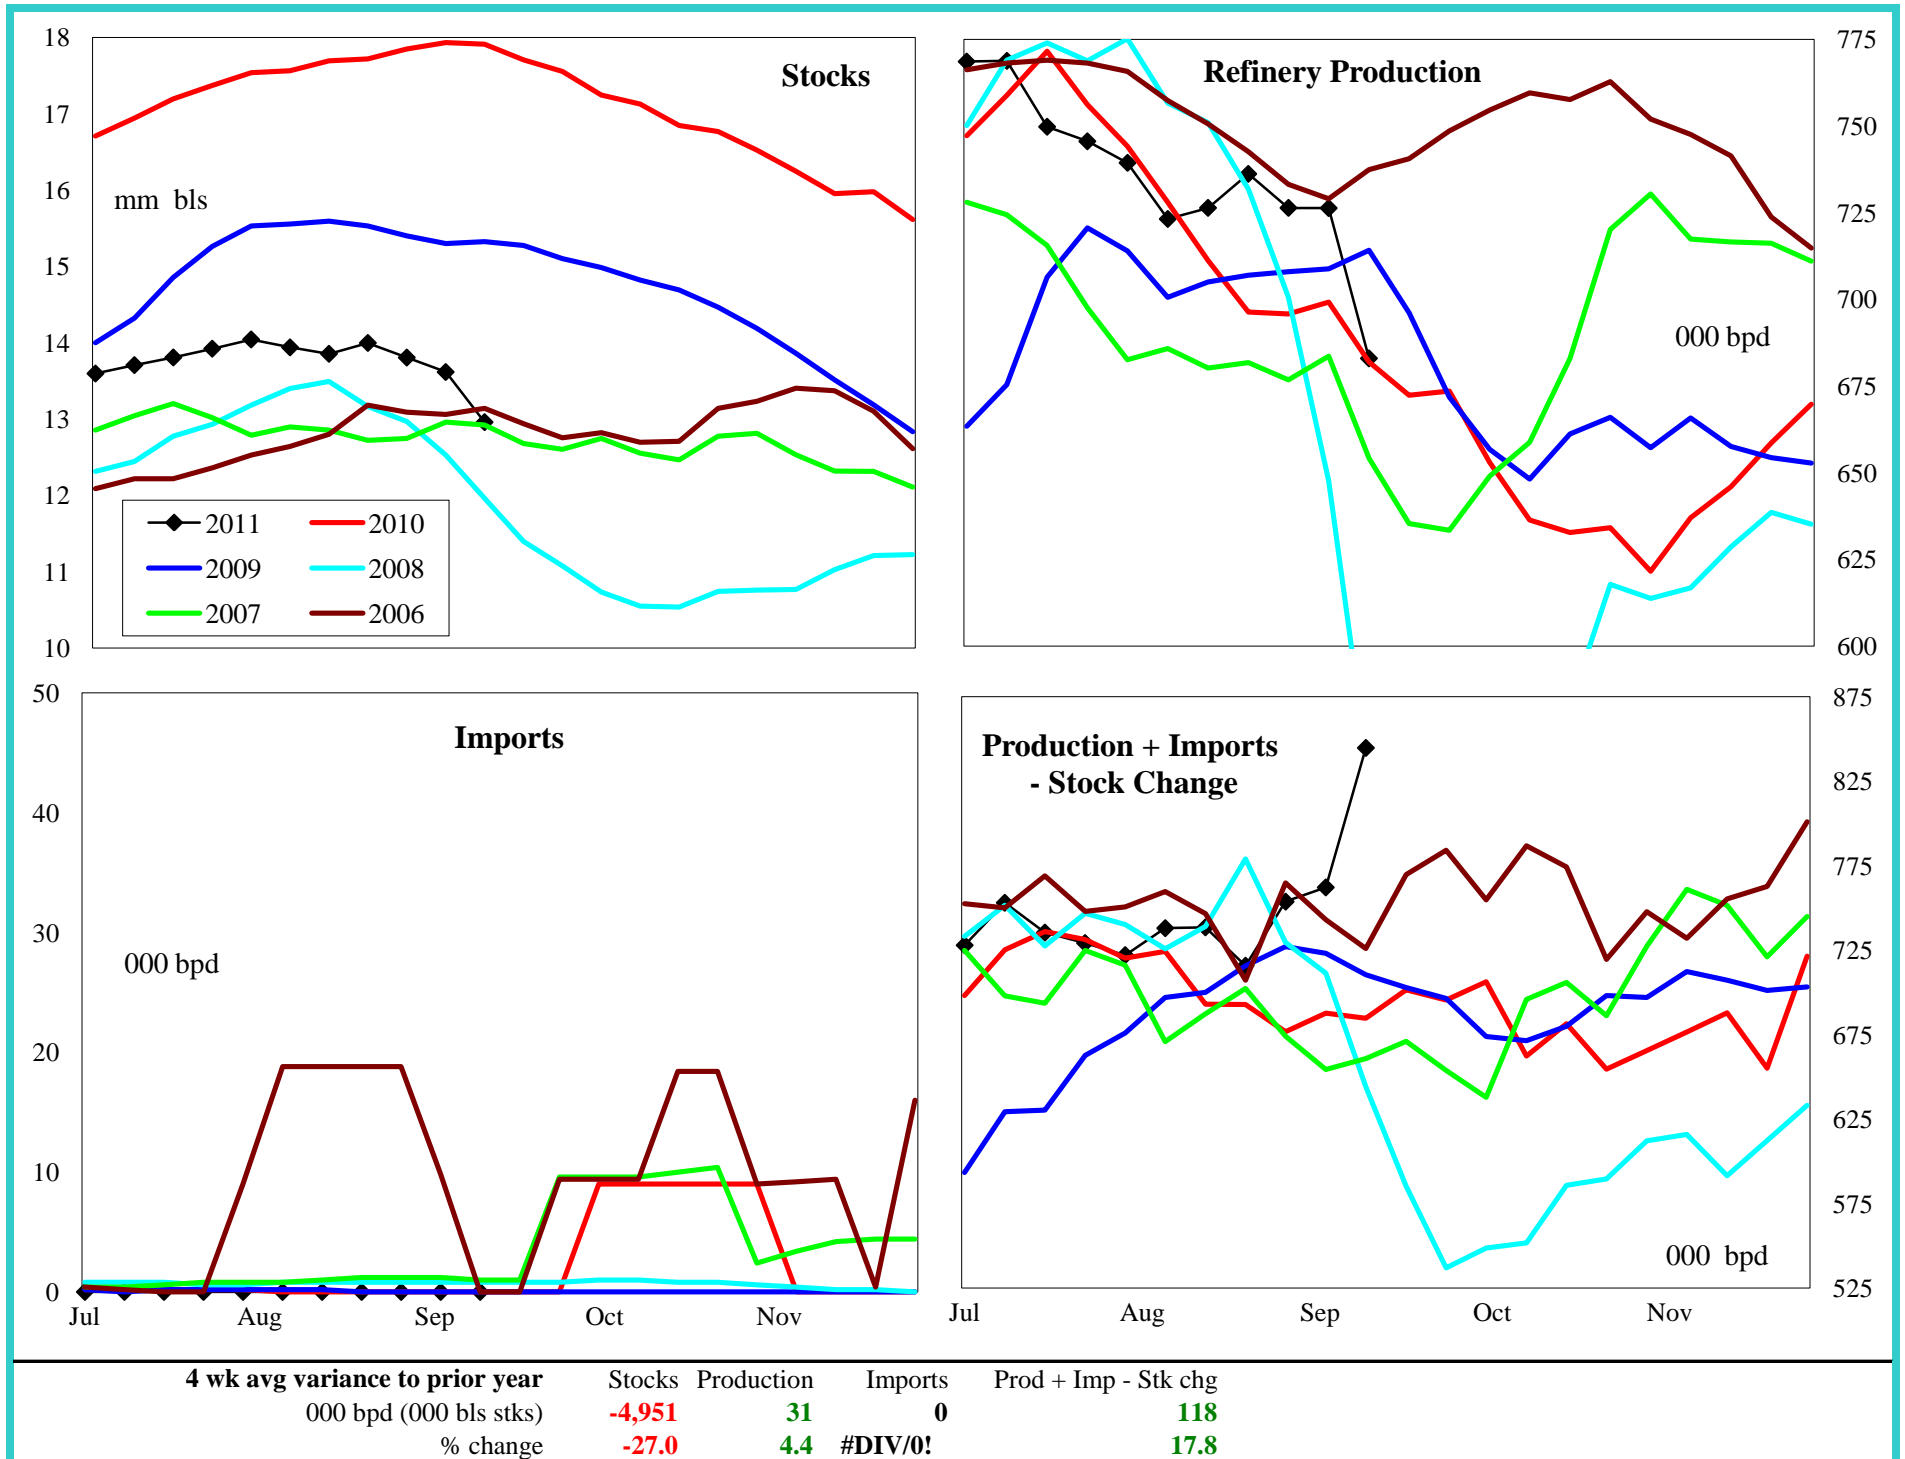 18
17
16
15
14
13
12
11
10
Stocks
mm bls
2011 2010
2009 2008
2007 2006
Refinery Production
000 bpd
775
750
725
700
675
650
625
600
50
40
30
20
10
0
Imports
000 bpd
Jul Aug Sep Oct Nov
Production + Imports
- Stock Change
000 bpd
875
825
775
725
675
625
575
525
Jul Aug Sep Oct Nov
4 wk avg variance to prior year Stocks Production Imports Prod + Imp - Stk chg
000 bpd (000 bls stks) -4,951 31 0 118
% change -27.0 4.4 #DIV/0! 17.8